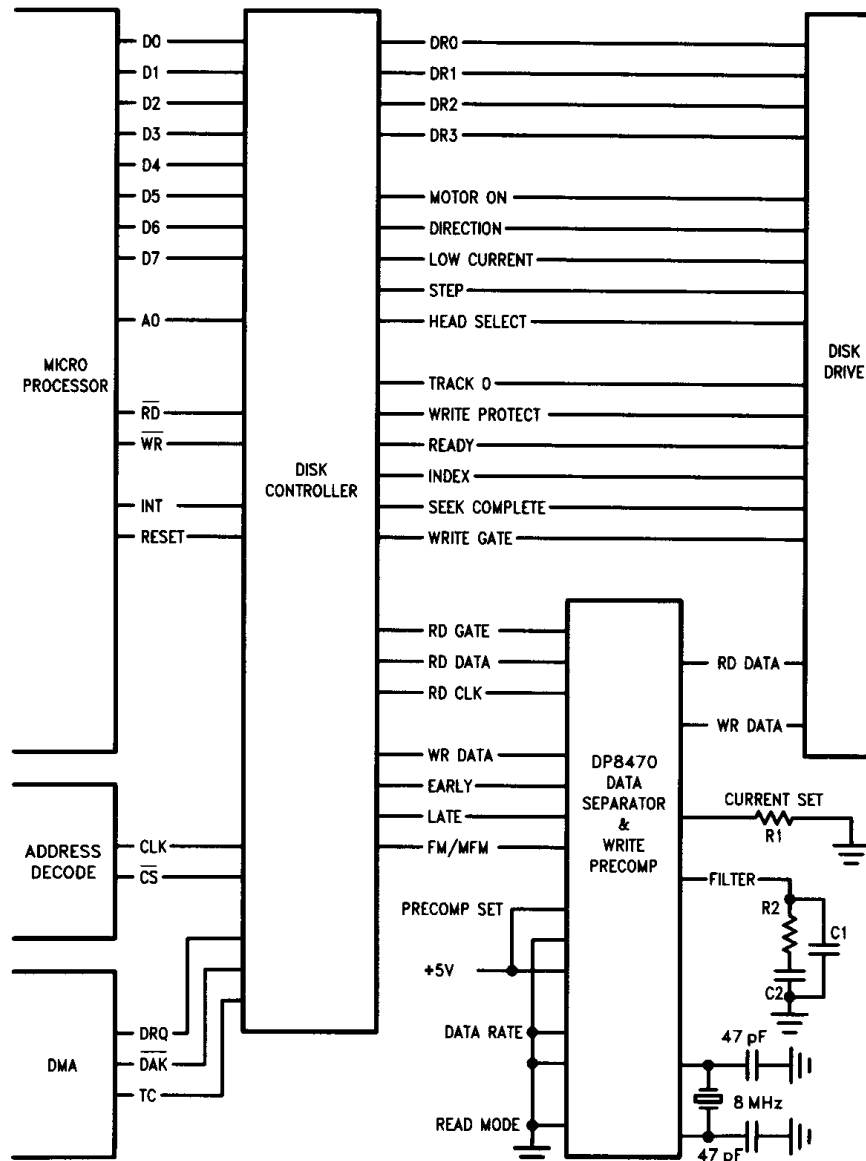 D0
D1
D2
D3
D4
D5
D6
D7
A0
RD
WR
INT
RESET
MICRO
PROCESSOR
DISK
CONTROLLER
DR0
DR1
DR2
DR3
MOTOR ON
DIRECTION
LOW CURRENT
STEP
HEAD SELECT
TRACK 0
WRITE PROTECT
READY
INDEX
SEEK COMPLETE
WRITE GATE
DISK
DRIVE
RD GATE
RD DATA
RD CLK
WR DATA
EARLY
LATE
FM/MFM
PRECOMP SET
+5V
DATA RATE
READ MODE
DP8470
DATA
SEPARATOR
&
WRITE
PRECOMP
RD DATA
WR DATA
CURRENT SET
R1
FILTER
R2
C1
C2
47 pF
8 MHz
47 pF
ADDRESS
DECODE
CLK
CS
DMA
DRQ
DAK
TC